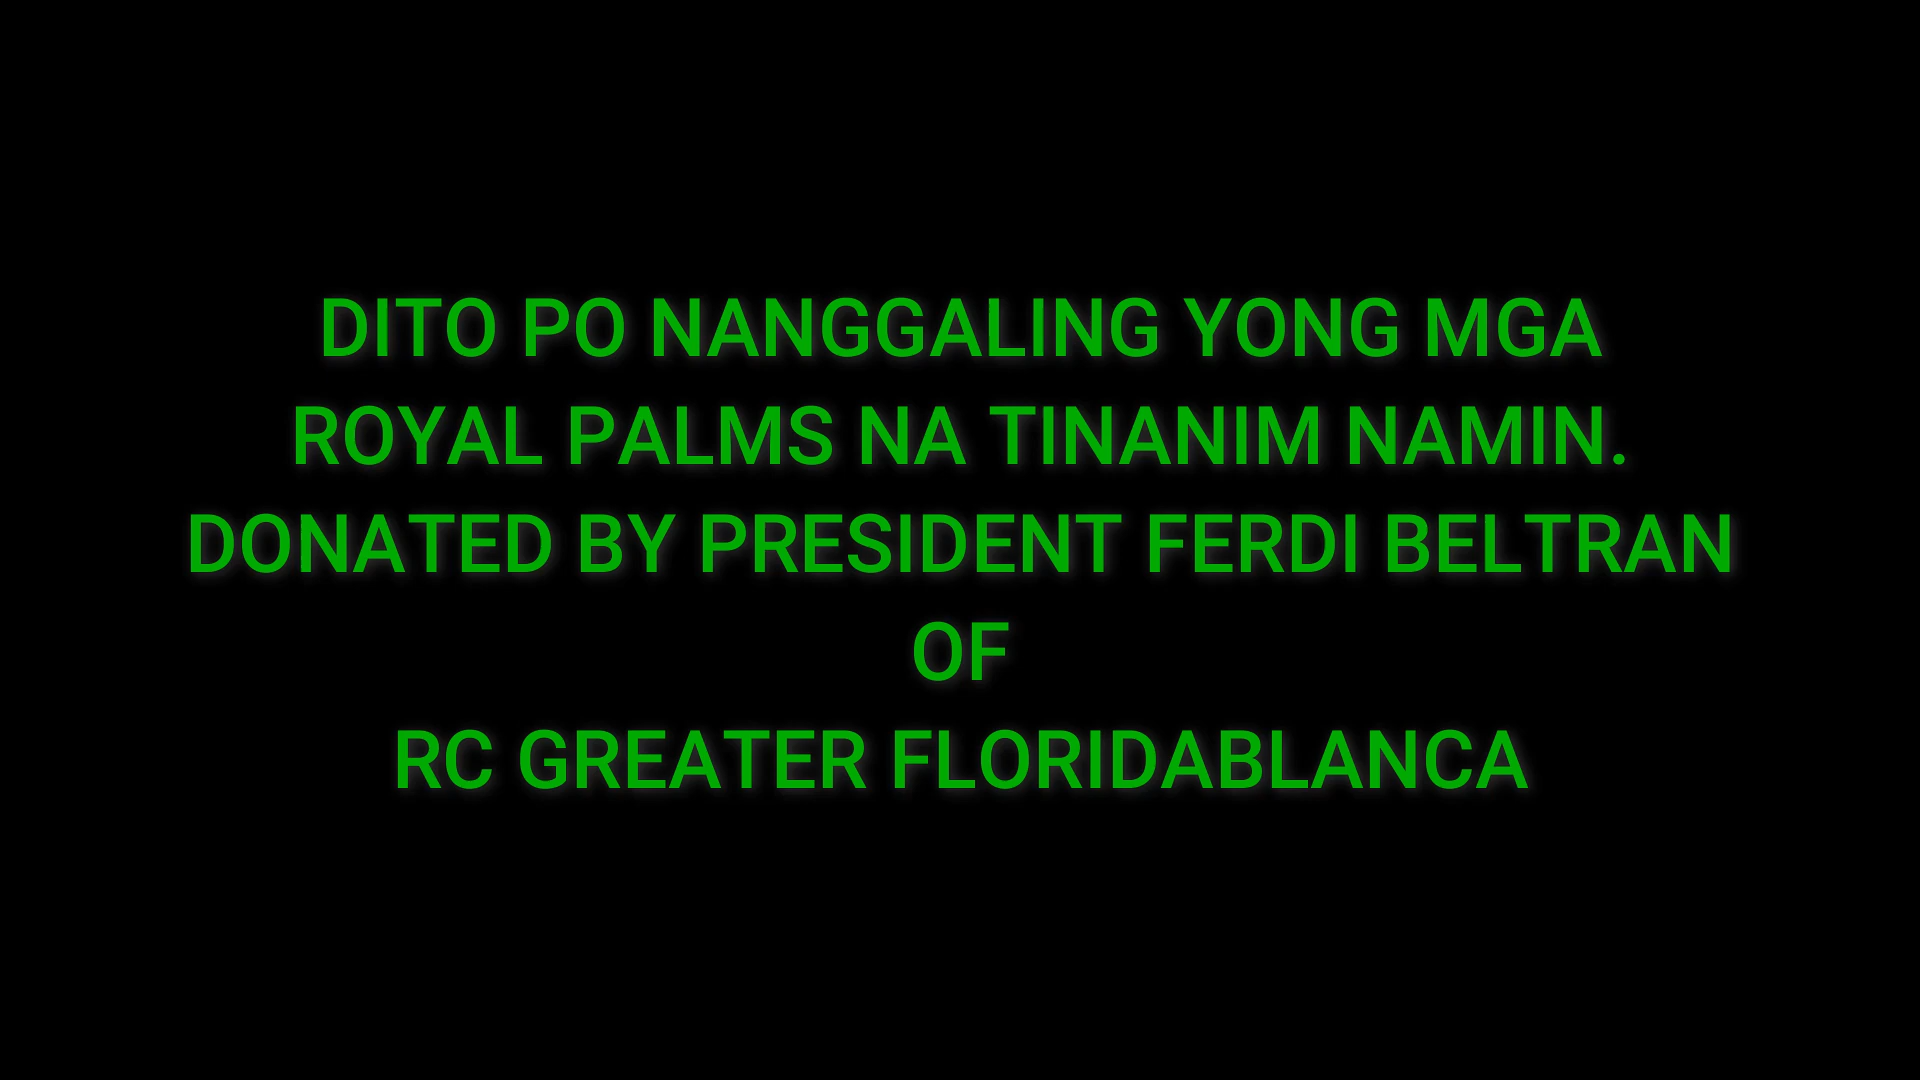 DITO PO NANGGALING YONG MGA
ROYAL PALMS NA TINANIM NAMIN.
DONATED BY PRESIDENT FERDI BELTRAN
OF
RC GREATER FLORIDABLANCA